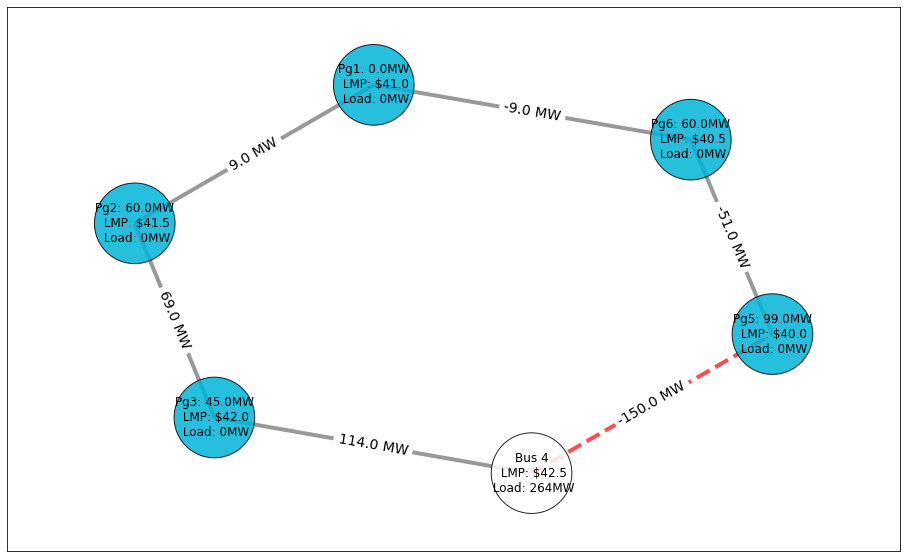 Pg1: 0.0MW
LMP: $41.0
Load: 0MW
-9.0 MW
Pg6: 60.0MW
LMP: $40.5
Load: 0MW
9.0 MW
Pg2: 60.0MW
LMP: $41.5
Load: 0MW
-51.0 MW
69.0 MW
Pg5: 99.0MW
LMP: $40.0
Load: 0MW
-150.0 MW
Pg3: 45.0MW
LMP: $42.0
Load: 0MW
114.0 MW
Bus 4
LMP: $42.5
Load: 264MW